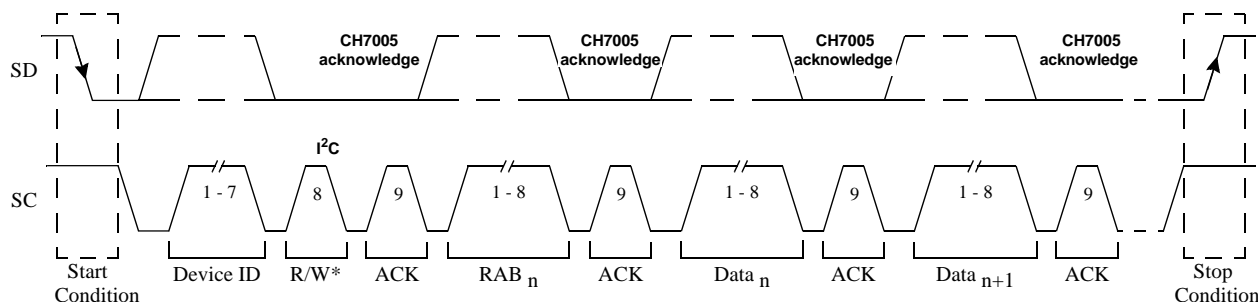 CH7005
acknowledge
CH7005
acknowledge
CH7005
acknowledge
CH7005
acknowledge
SD
I²C
SC
1 - 7
8
9
1 - 8
9
1 - 8
9
1 - 8
9
Start
Condition
Device ID
R/W*
ACK
RAB n
ACK
Data n
ACK
Data n+1
ACK
Stop
Condition